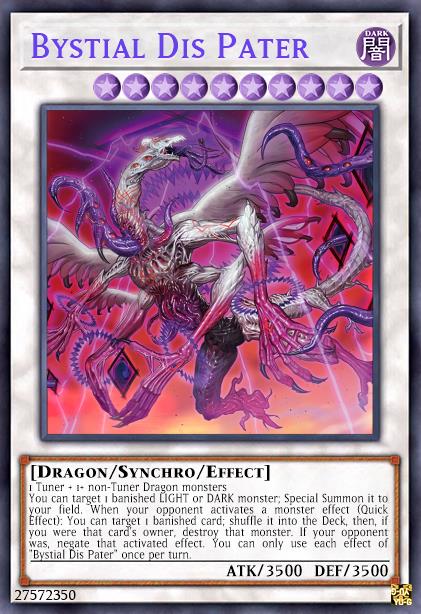 Bystial Dis Pater
DARK
闇
[Dragon/Synchro/Effect]
1 Tuner + 1+ non-Tuner Dragon monsters
You can target 1 banished LIGHT or DARK monster; Special Summon it to
your field. When your opponent activates a monster effect (Quick
Effect): You can target 1 banished card; shuffle it into the Deck, then, if
you were that card's owner, destroy that monster. If your opponent
was, negate that activated effect. You can only use each effect of
"Bystial Dis Pater" once per turn.
ATK/3500 DEF/3500
27572350